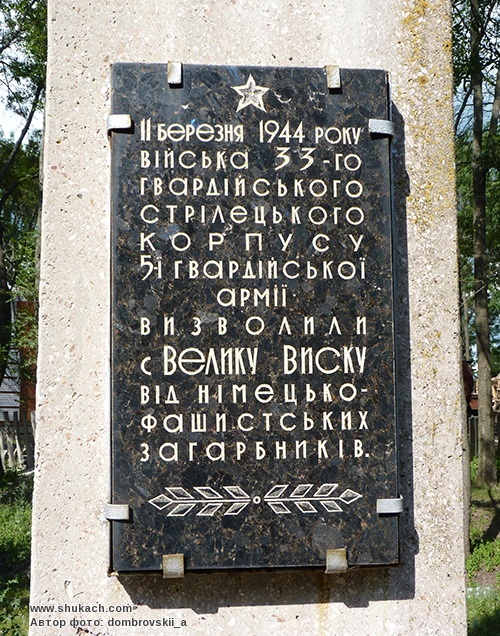 11 березня 1944 року
війська 33-го
гвардійського
стрілецького
корпусу
5ї гвардійської
армії
визволили
с Велику Виску
від німецько-
фашистських
загарбників.
www.shukach.com
Автор фото: dombrovskii_a